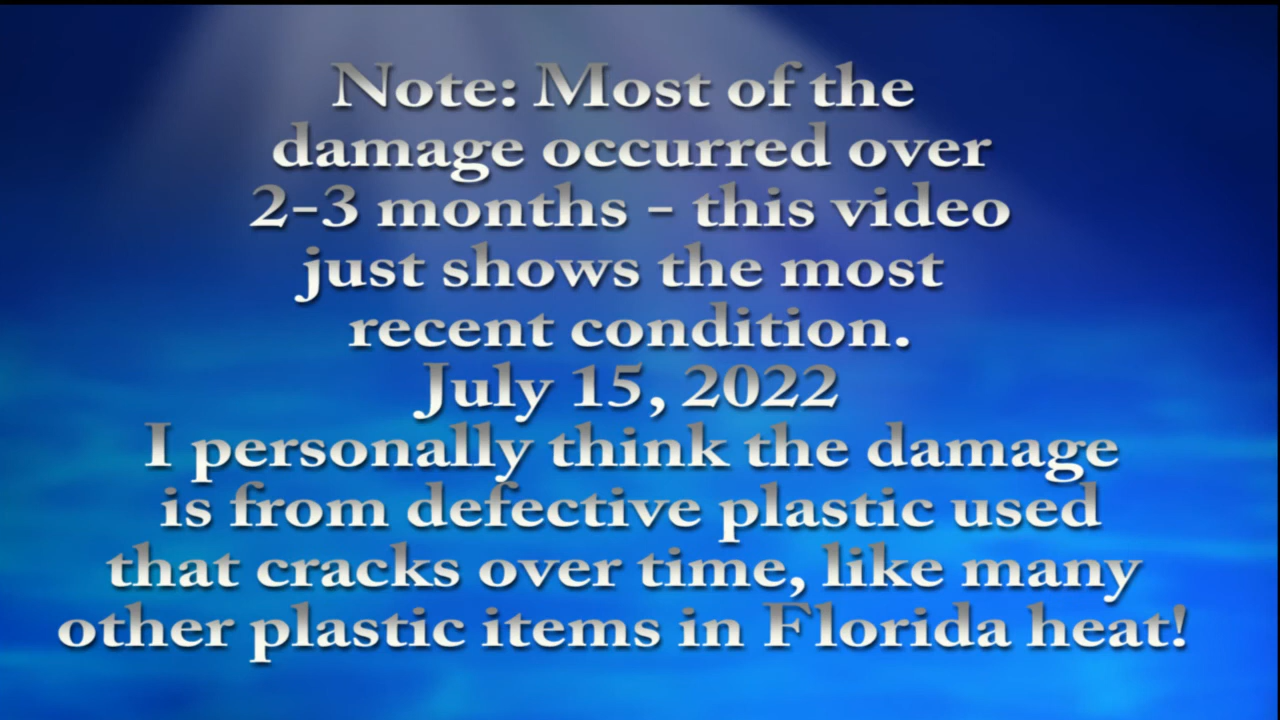 Note: Most of the
damage occurred over
2-3 months - this video
just shows the most
recent condition.
July 15, 2022
I personally think the damage
is from defective plastic used
that cracks over time, like many
other plastic items in Florida heat!